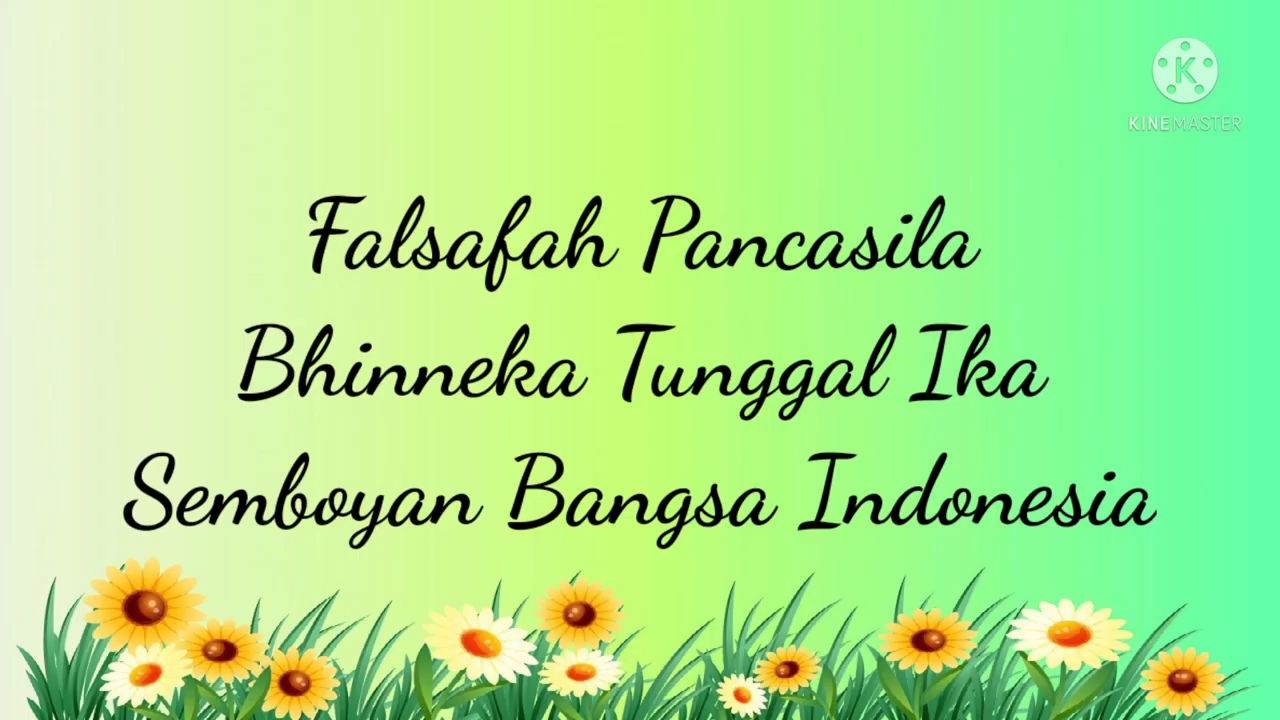 K
KINEMASTER
Falsafah Pancasila
Bhinneka Tunggal Ika
Semboyan Bangsa Indonesia